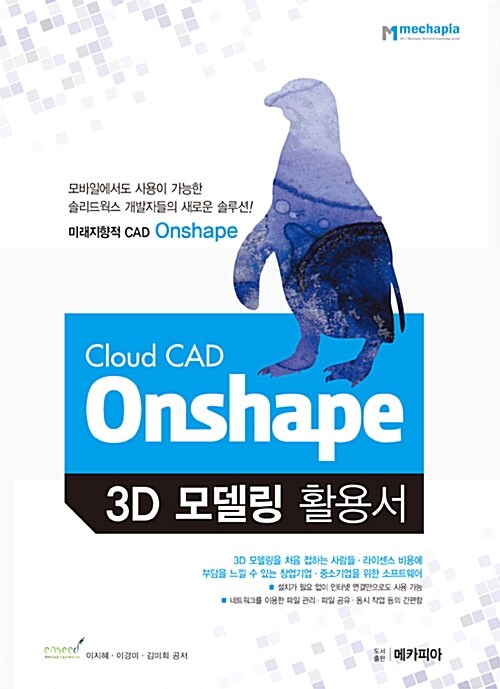 mechapia
모바일에서도 사용이 가능한
솔리드웍스 개발자들의 새로운 솔루션!
미래지향적 CAD Onshape
Cloud CAD
Onshape
3D 모델링 활용서
3D 모델링을 처음 접하는 사람들·라이센스 비용에
부담을 느낄 수 있는 창업기업·중소기업을 위한 소프트웨어
■ 설치가 필요 없이 인터넷 연결만으로도 사용 가능
■ 네트워크를 이용한 파일 관리·파일 공유·동시 작업 등의 간편함
enseed
이지혜·이경미·김미희 공저
도서
출판
메카피아